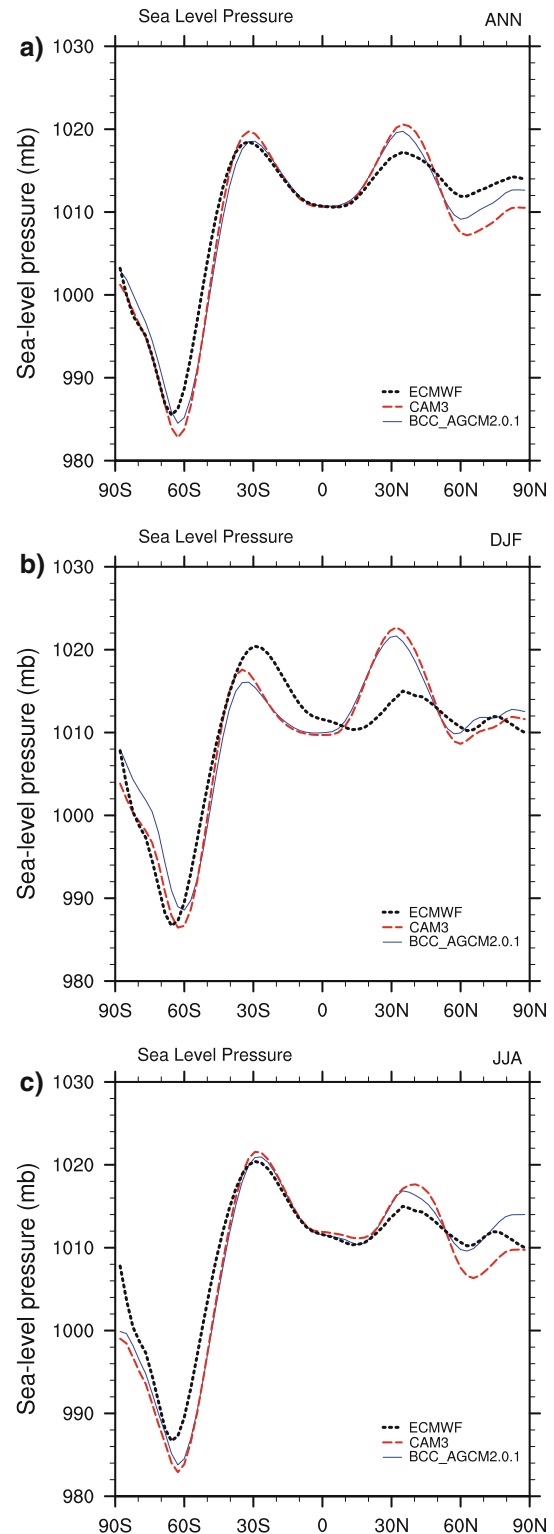 Sea Level Pressure ANN
a)
1030
1020
1010
1000
990
980
Sea-level pressure (mb)
ECMWF
CAM3
BCC_AGCM2.0.1
90S 60S 30S 0 30N 60N 90N
Sea Level Pressure DJF
b)
1030
1020
1010
1000
990
980
Sea-level pressure (mb)
ECMWF
CAM3
BCC_AGCM2.0.1
90S 60S 30S 0 30N 60N 90N
Sea Level Pressure JJA
c)
1030
1020
1010
1000
990
980
Sea-level pressure (mb)
ECMWF
CAM3
BCC_AGCM2.0.1
90S 60S 30S 0 30N 60N 90N